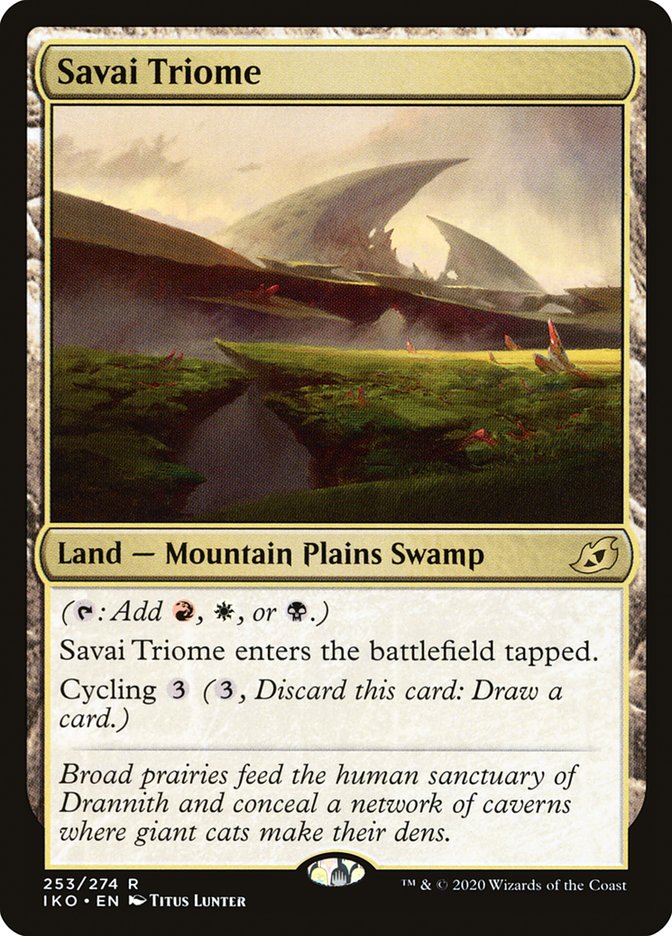 Savai Triome
Land — Mountain Plains Swamp
(: Add , , or .)
Savai Triome enters the battlefield tapped.
Cycling 3 (3, Discard this card: Draw a
card.)
Broad prairies feed the human sanctuary of
Drannith and conceal a network of caverns
where giant cats make their dens.
253/274 R
IKO • EN Titus Lunter
™ & © 2020 Wizards of the Coast